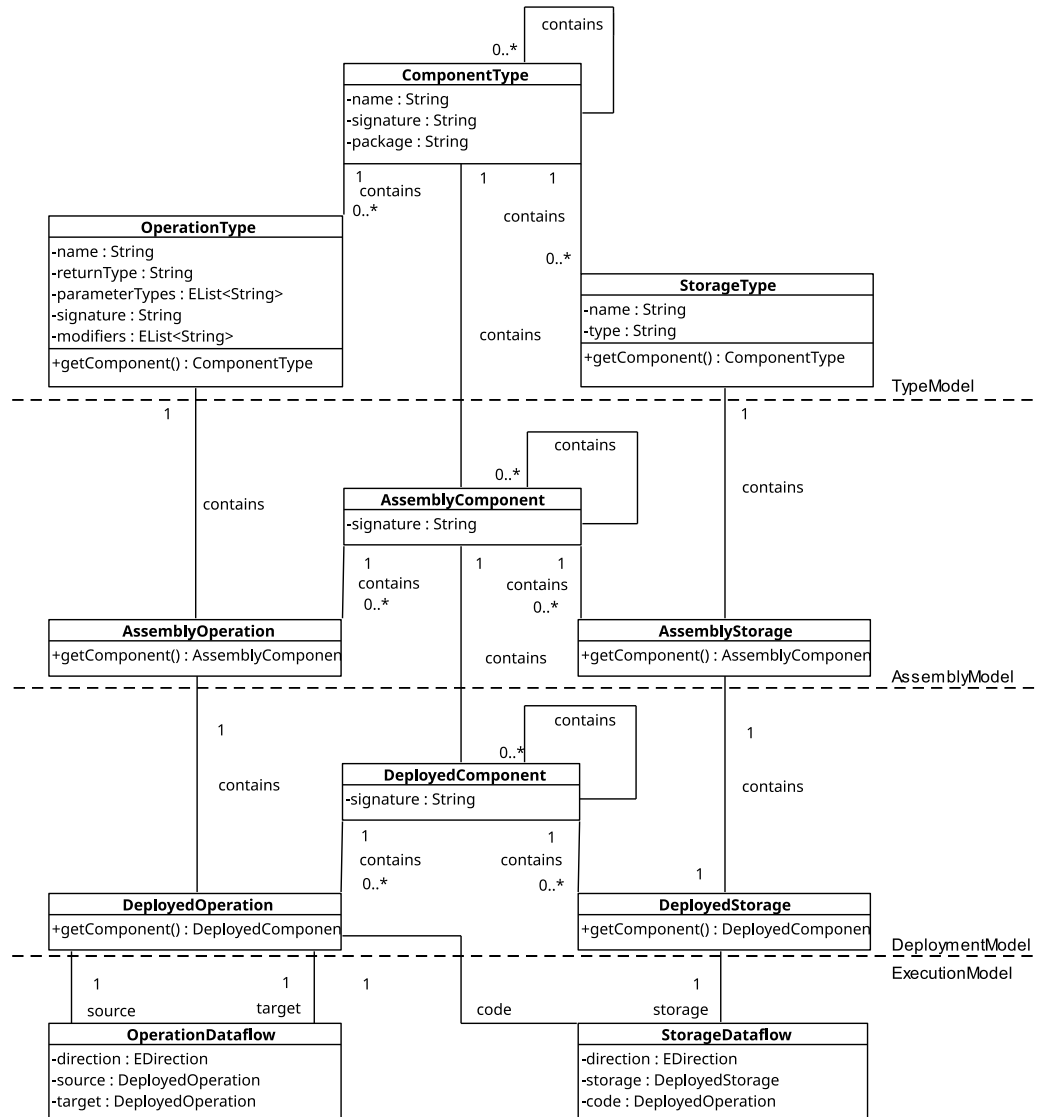 contains
0..*
ComponentType
-name : String
-signature : String
-package : String
1
contains
0..*
1
1
contains
0..*
OperationType
-name : String
-returnType : String
-parameterTypes : EList<String>
-signature : String
-modifiers : EList<String>
+getComponent() : ComponentType
contains
StorageType
-name : String
-type : String
+getComponent() : ComponentType
TypeModel
1
1
contains
0..*
contains
contains
AssemblyComponent
-signature : String
1
contains
0..*
1
1
contains
0..*
AssemblyOperation
+getComponent() : AssemblyComponen
contains
AssemblyStorage
+getComponent() : AssemblyComponen
AssemblyModel
1
1
contains
0..*
contains
contains
DeployedComponent
-signature : String
1
contains
0..*
1
contains
0..*
1
DeployedOperation
+getComponent() : DeployedComponen
DeployedStorage
+getComponent() : DeployedComponen
DeploymentModel
ExecutionModel
1
source
1
target
1
code
1
storage
OperationDataflow
-direction : EDirection
-source : DeployedOperation
-target : DeployedOperation
StorageDataflow
-direction : EDirection
-storage : DeployedStorage
-code : DeployedOperation